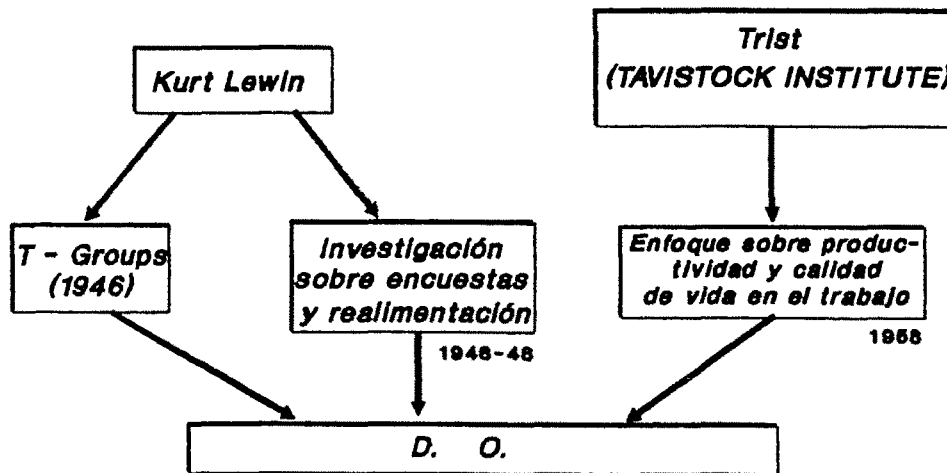 Kurt Lewin
Trist
(TAVISTOCK INSTITUTE)
T - Groups
(1946)
Investigación
sobre encuestas
y realimentación
1946-48
Enfoque sobre produc-
tividad y calidad
de vida en el trabajo
1958
D. O.